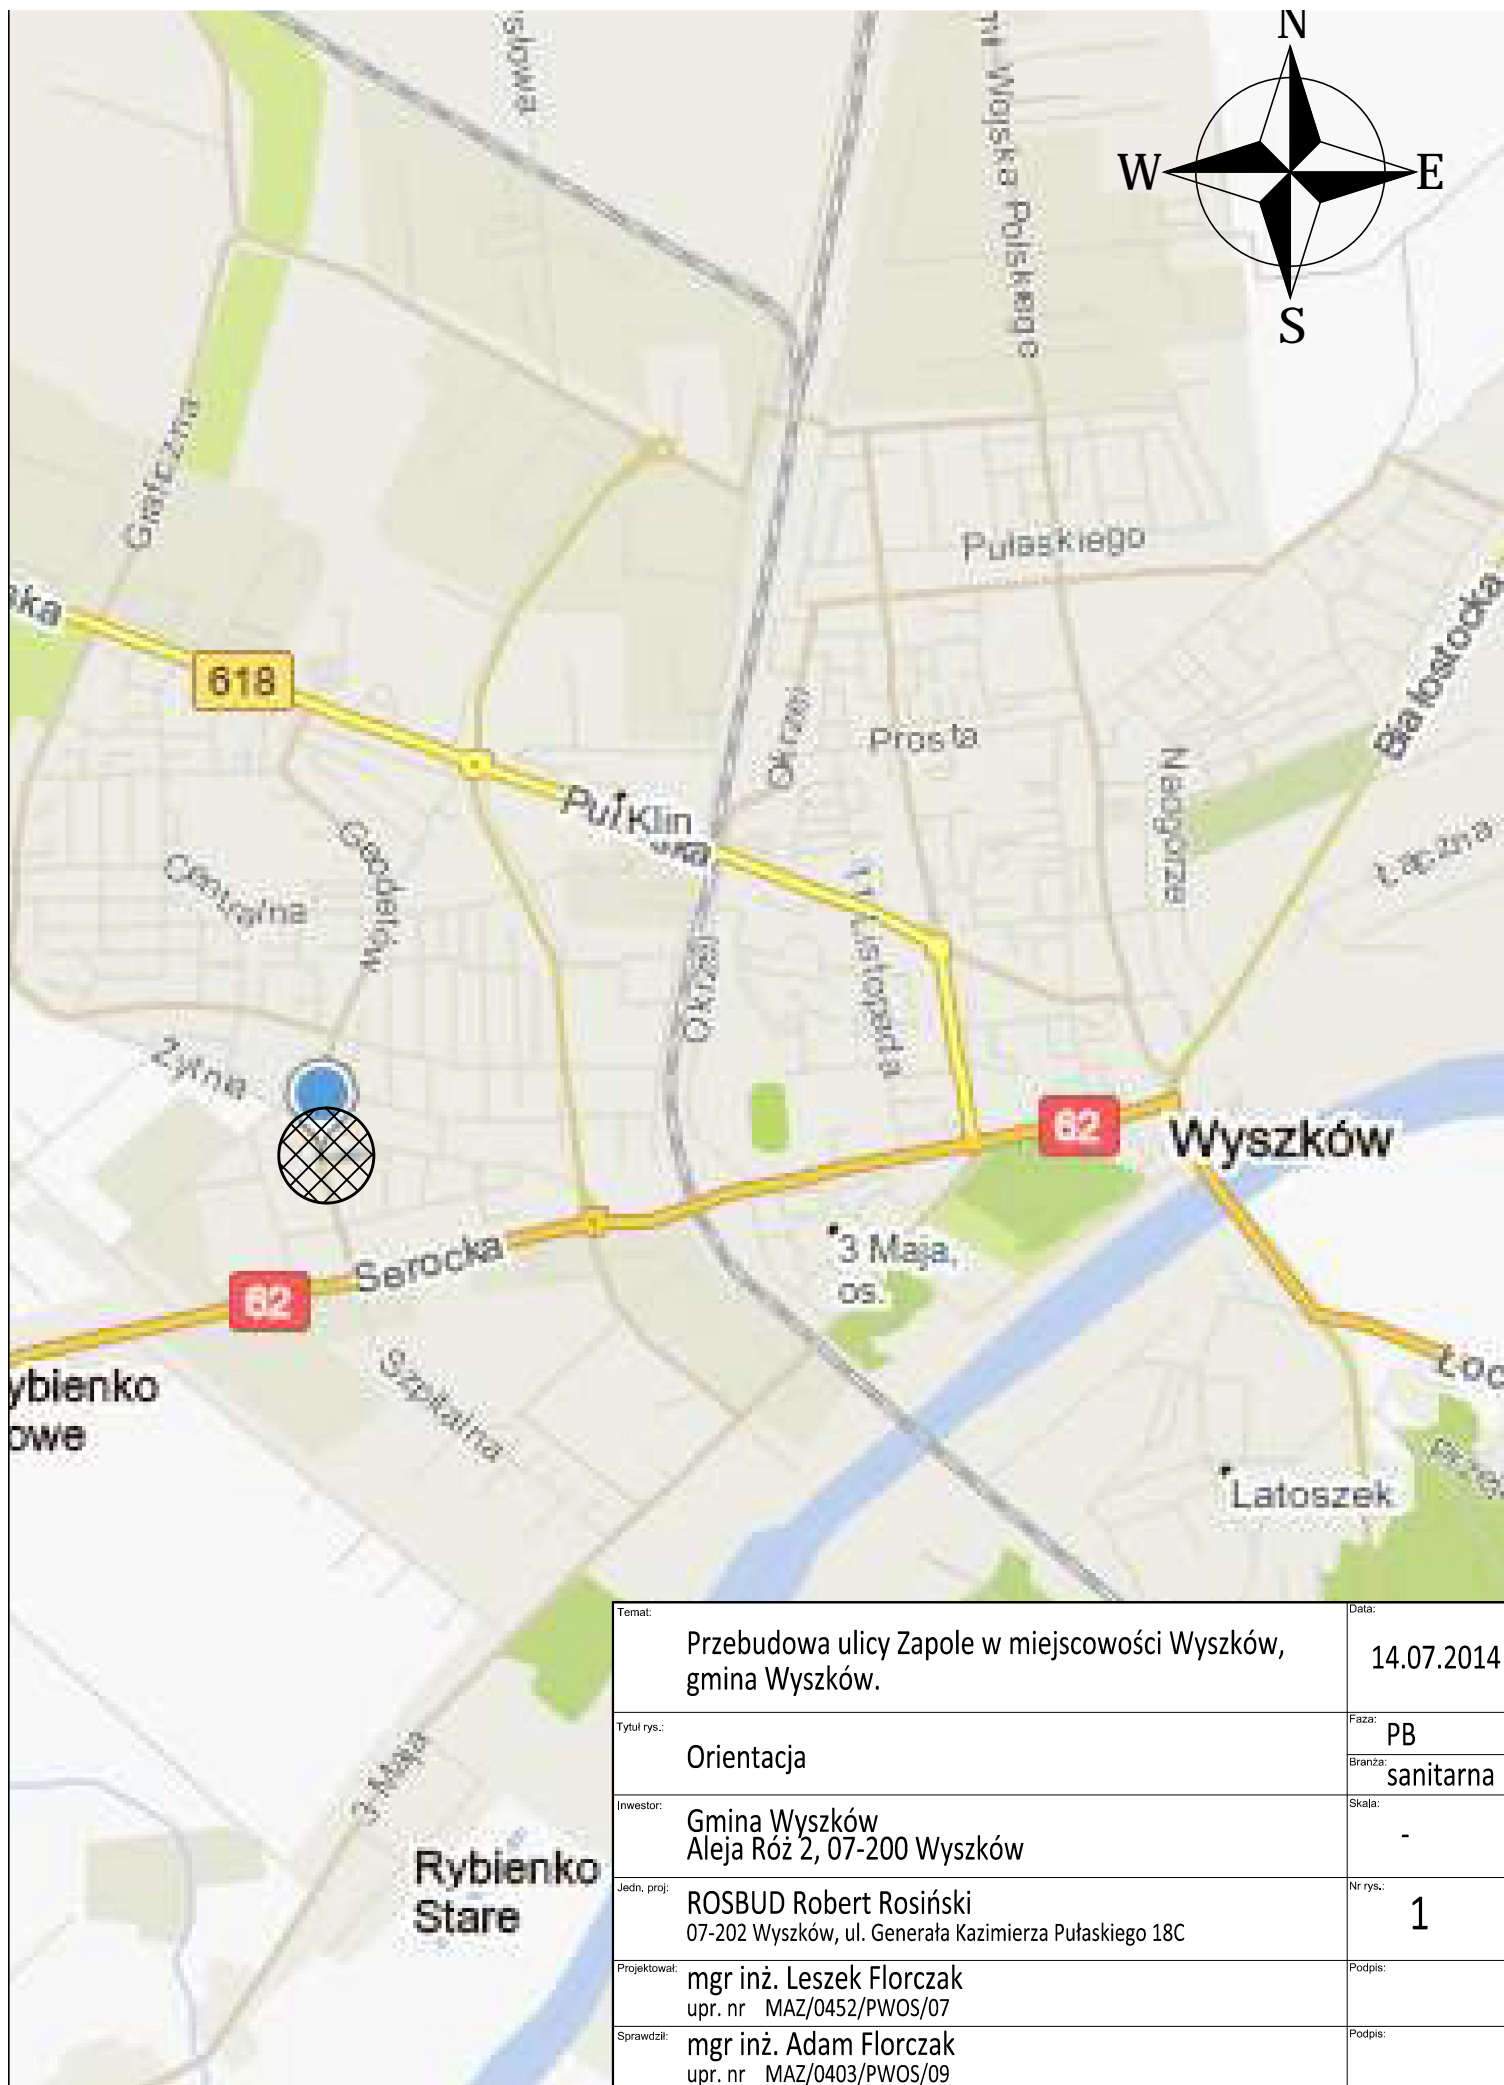 N
W
E
S
Wojska Polskiego
Graficzna
Pułaskiego
Białostocka
618
Okrzei
Prosta
Nadgórze
Klin
Łączna
Geodetów
Centralna
11 Listopada
Okrzei
Żytnia
62
Wyszków
3 Maja,
os.
Serocka
62
Szpitalna
ybienko
owe
Łoc
Latoszek
3 Maja
Rybienko
Stare
Temat:
Przebudowa ulicy Zapole w miejscowości Wyszków,
gmina Wyszków.
Data:
14.07.2014
Tytuł rys.:
Orientacja
Faza:
PB
Branża:
sanitarna
Inwestor:
Gmina Wyszków
Aleja Róż 2, 07-200 Wyszków
Skala:
-
Jedn. proj:
ROSBUD Robert Rosiński
07-202 Wyszków, ul. Generała Kazimierza Pułaskiego 18C
Nr rys.:
1
Projektował:
mgr inż. Leszek Florczak
upr. nr MAZ/0452/PWOS/07
Podpis:
Sprawdził:
mgr inż. Adam Florczak
upr. nr MAZ/0403/PWOS/09
Podpis: